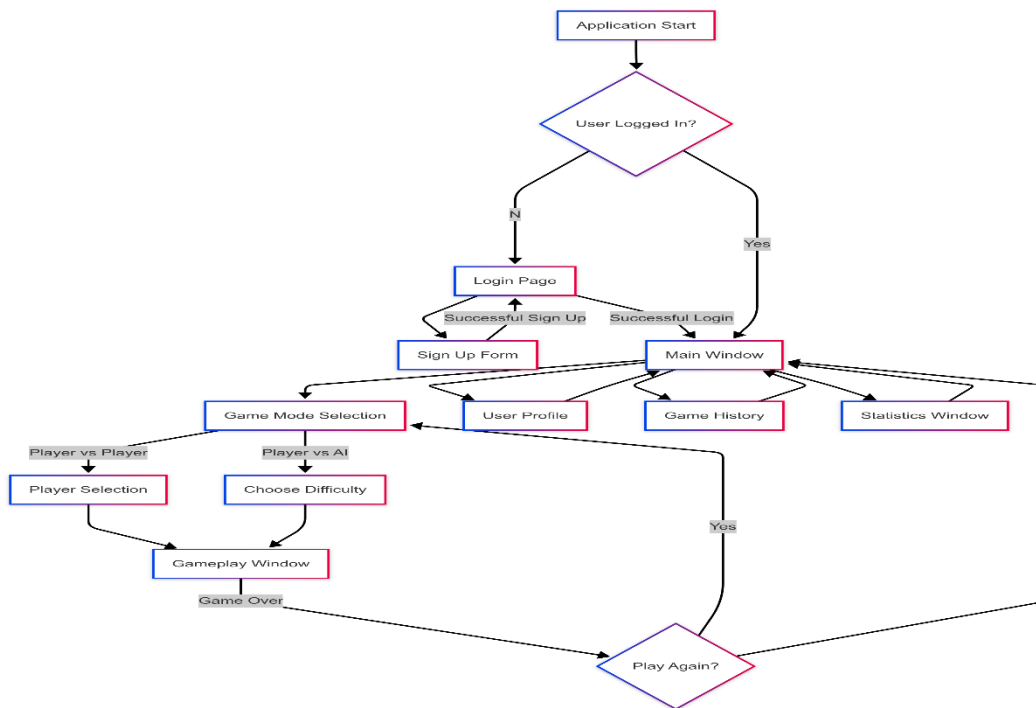 Application Start
User Logged In?
N
Yes
Login Page
Successful Sign Up
Successful Login
Sign Up Form
Main Window
Game Mode Selection
User Profile
Game History
Statistics Window
Player vs Player
Player vs AI
Player Selection
Choose Difficulty
Yes
Gameplay Window
Game Over
Play Again?